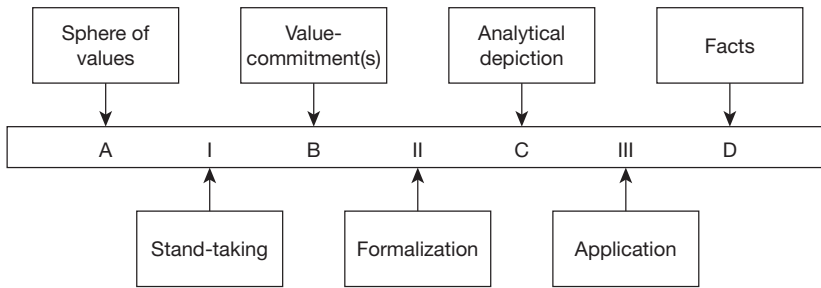 Sphere of
values
Value-
commitment(s)
Analytical
depiction
Facts
A I B II C III D
Stand-taking
Formalization
Application